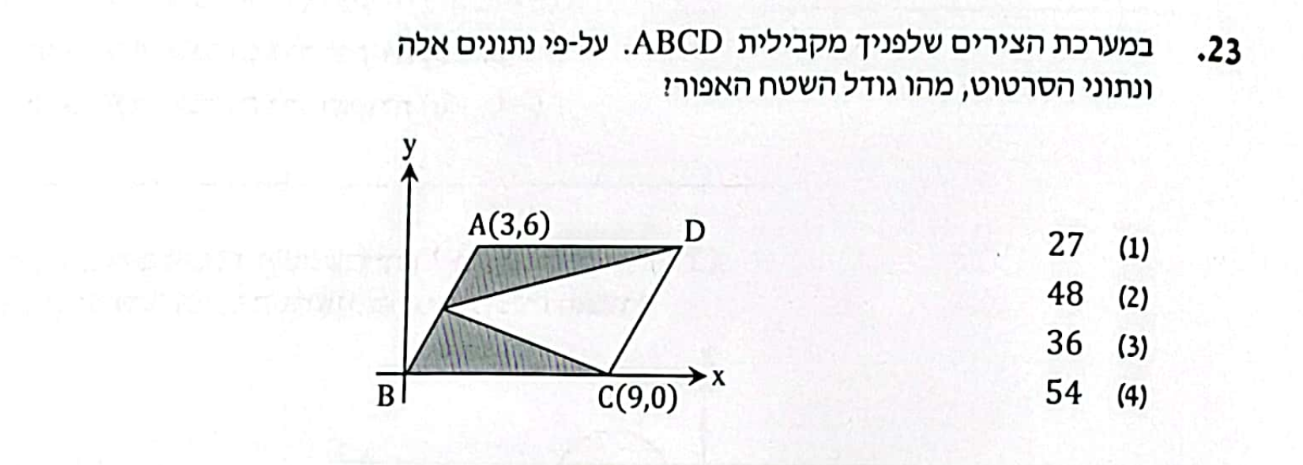 23. במערכת הצירים שלפניך מקבילית ABCD. על-פי נתונים אלה
ונתוני הסרטוט, מהו גודל השטח האפור?
y
A(3,6)
D
B
C(9,0)
x
(1) 27
(2) 48
(3) 36
(4) 54